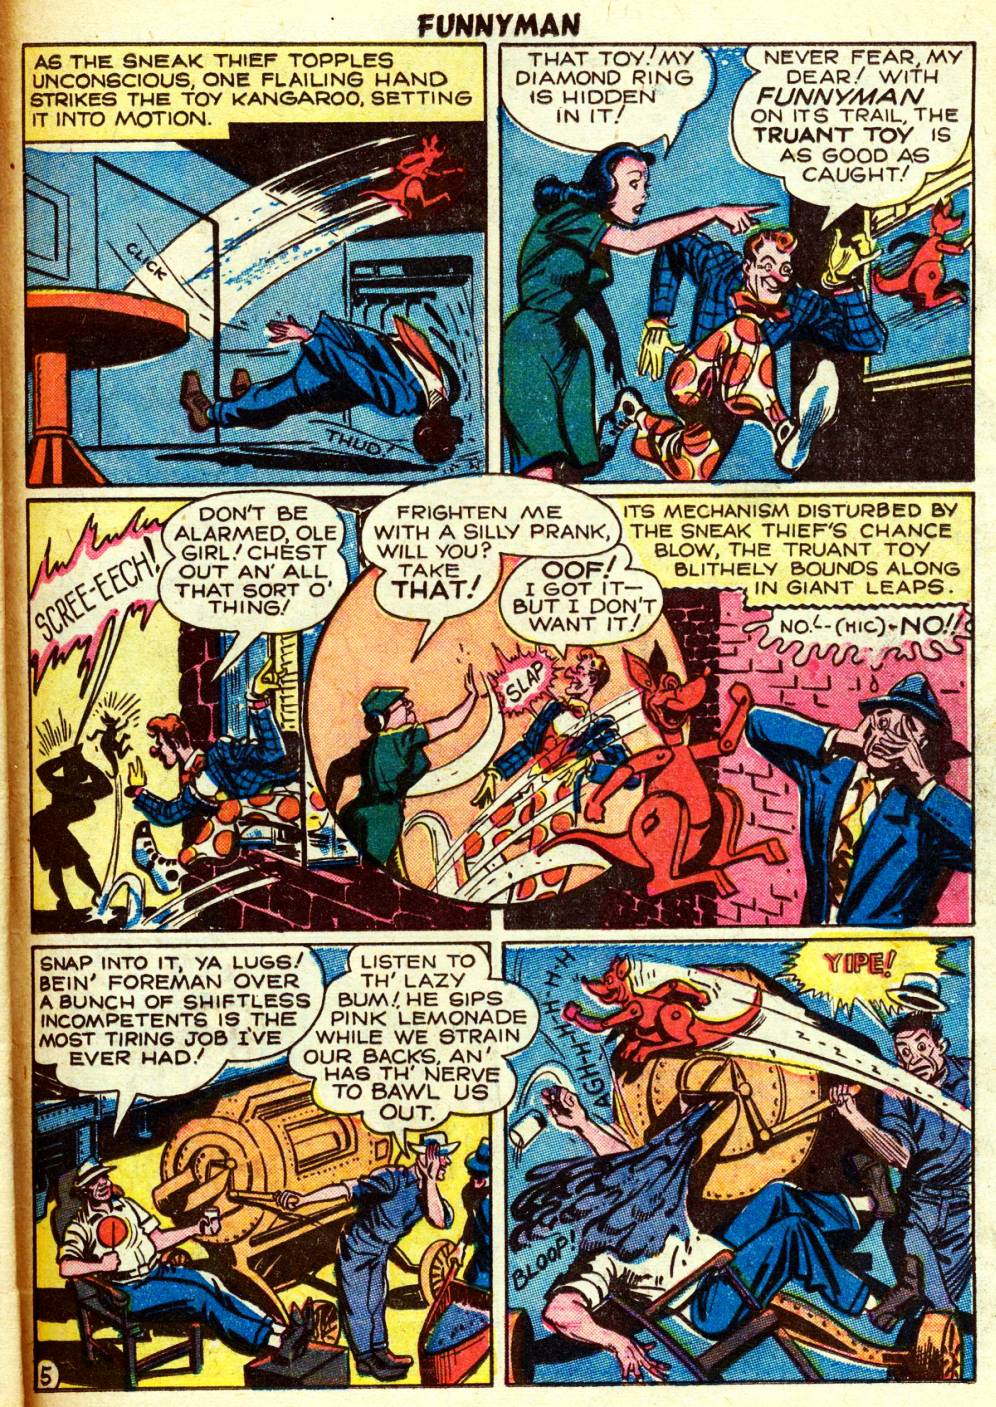 FUNNYMAN
AS THE SNEAK THIEF TOPPLES
UNCONSCIOUS, ONE FLAILING HAND
STRIKES THE TOY KANGAROO, SETTING
IT INTO MOTION.
CLICK
THUD!
THAT TOY! MY
DIAMOND RING
IS HIDDEN
IN IT!
NEVER FEAR, MY
DEAR! WITH
FUNNYMAN
ON ITS TRAIL, THE
TRUANT TOY IS
AS GOOD AS
CAUGHT!
SCREE-EECH!
DON'T BE
ALARMED, OLE
GIRL! CHEST
OUT AN' ALL
THAT SORT O'
THING!
FRIGHTEN ME
WITH A SILLY PRANK,
WILL YOU?
TAKE
THAT!
SLAP
OOF!
I GOT IT—
BUT I DON'T
WANT IT!
ITS MECHANISM DISTURBED BY
THE SNEAK THIEF'S CHANCE
BLOW, THE TRUANT TOY
BLITHELY BOUNDS ALONG
IN GIANT LEAPS.
NO!-(HIC)-NO!!
SNAP INTO IT, YA LUGS!
BEIN' FOREMAN OVER
A BUNCH OF SHIFTLESS
INCOMPETENTS IS THE
MOST TIRING JOB I'VE
EVER HAD!
LISTEN TO
TH' LAZY
BUM! HE SIPS
PINK LEMONADE
WHILE WE STRAIN
OUR BACKS, AN'
HAS TH' NERVE
TO BAWL US
OUT.
5
YIPE!
AGH-H-H-H-H-H-H
BLOOP!